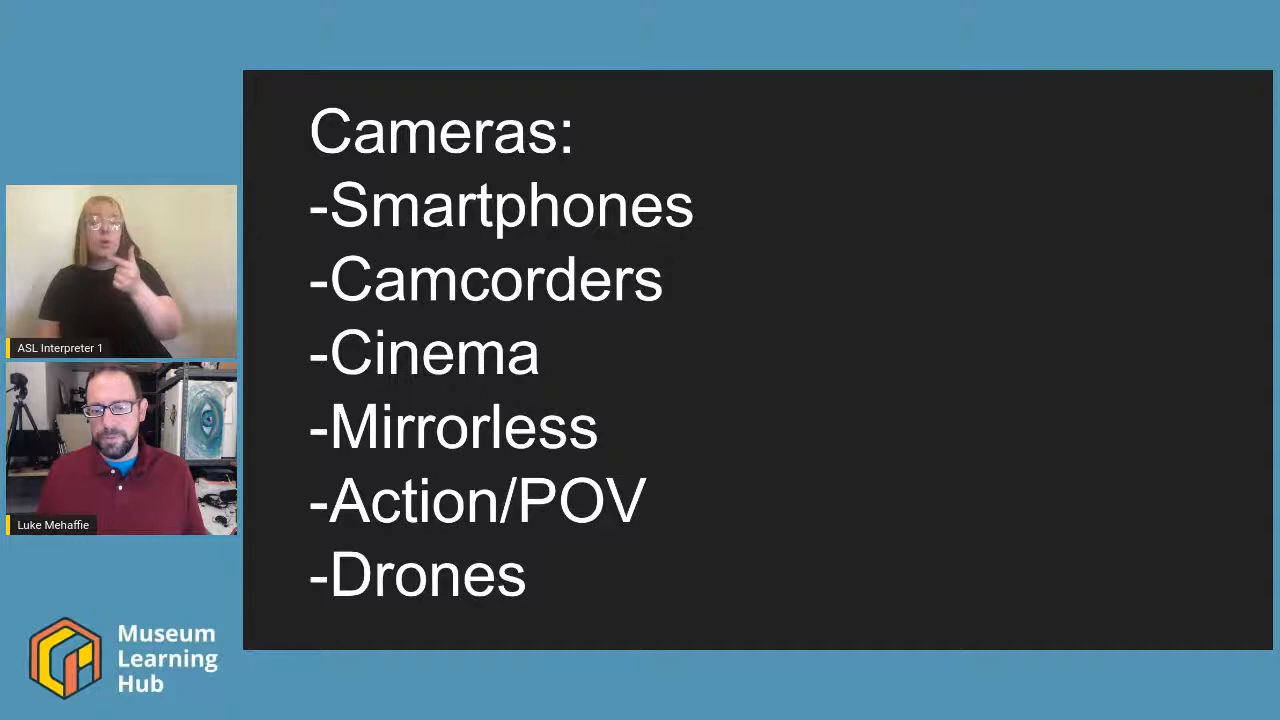 Cameras:
-Smartphones
-Camcorders
-Cinema
-Mirrorless
-Action/POV
-Drones
ASL Interpreter 1
Luke Mehaffie
Museum
Learning
Hub